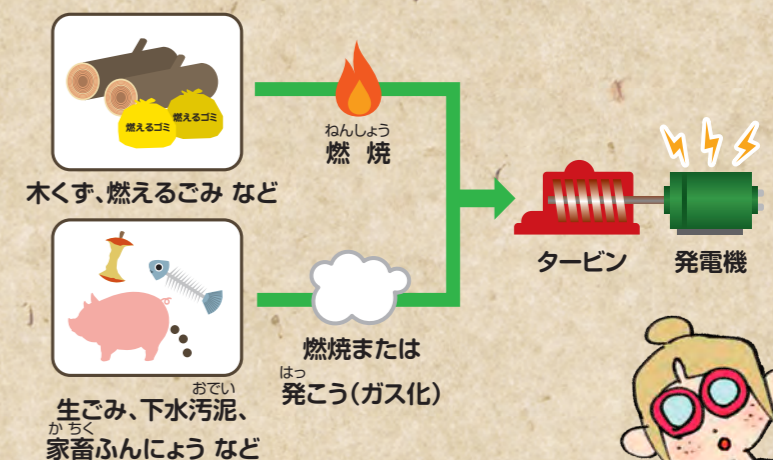 燃えるゴミ
燃えるゴミ
木くず、燃えるごみ など
ねんしょう
燃 焼
タービン
発電機
おでい
生ごみ、下水汚泥、
かちく
家畜ふんにょう など
燃焼または
はっ
発こう（ガス化）